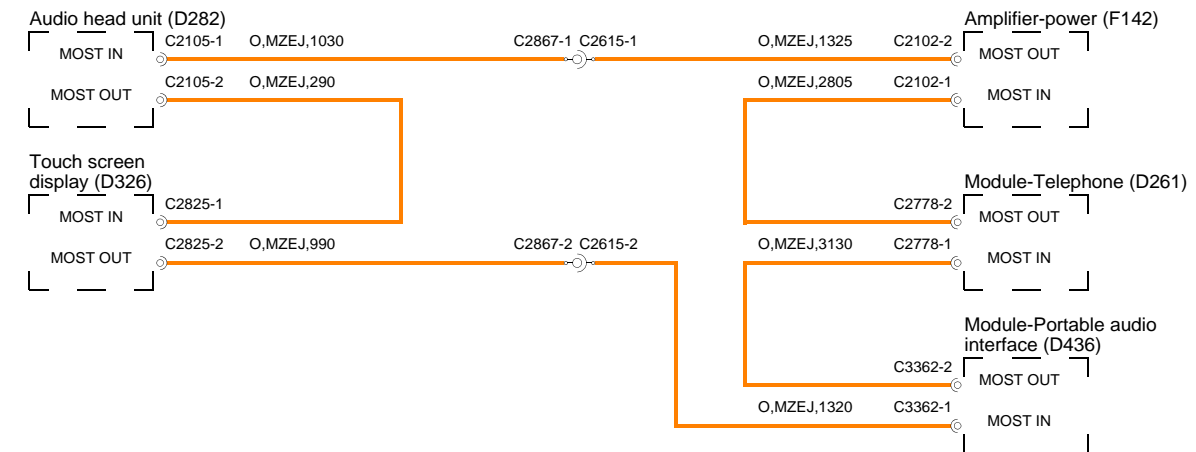 Audio head unit (D282)
Amplifier-power (F142)
MOST IN C2105-1 O,MZEJ,1030 C2867-1 C2615-1 O,MZEJ,1325 C2102-2 MOST OUT
MOST OUT C2105-2 O,MZEJ,290 O,MZEJ,2805 C2102-1 MOST IN
Touch screen
display (D326)
Module-Telephone (D261)
MOST IN C2825-1 C2778-2 MOST OUT
MOST OUT C2825-2 O,MZEJ,990 C2867-2 C2615-2 O,MZEJ,3130 C2778-1 MOST IN
Module-Portable audio
interface (D436)
C3362-2 MOST OUT
O,MZEJ,1320 C3362-1 MOST IN